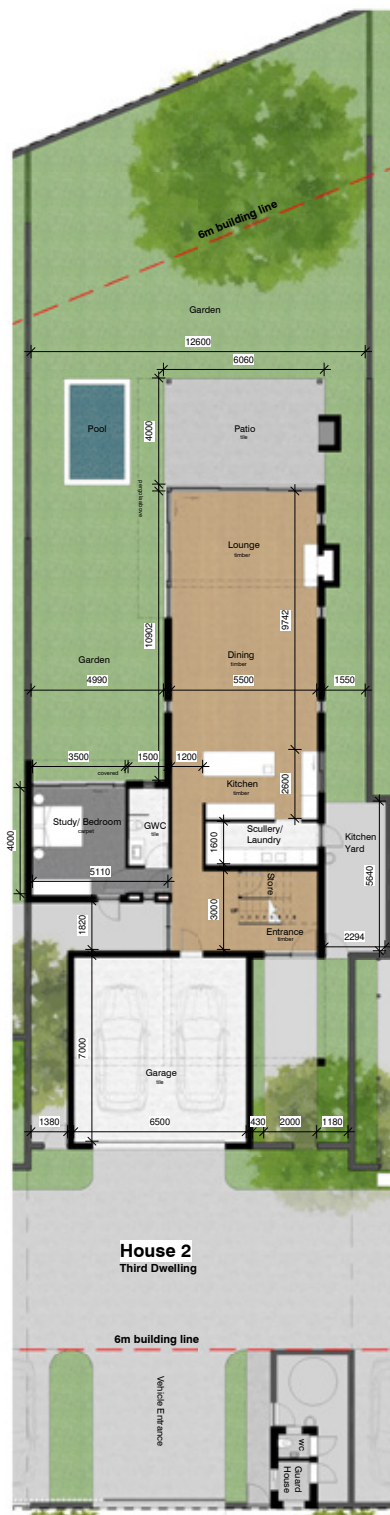 6m building line
Garden
12600
6060
Pool
4000
Patio
tile
pergola above
Lounge
timber
9742
10902
Garden
Dining
timber
4990
5500
1550
3500
1500
1200
covered
Kitchen
timber
2600
4000
Study/ Bedroom
carpet
GWC
tile
1600
Scullery/
Laundry
Kitchen
Yard
5110
5640
1820
3000
Store
UP
Entrance
timber
2294
7000
Garage
tile
1380
6500
430
2000
1180
House 2
Third Dwelling
6m building line
Vehicle Entrance
wc
Guard
House